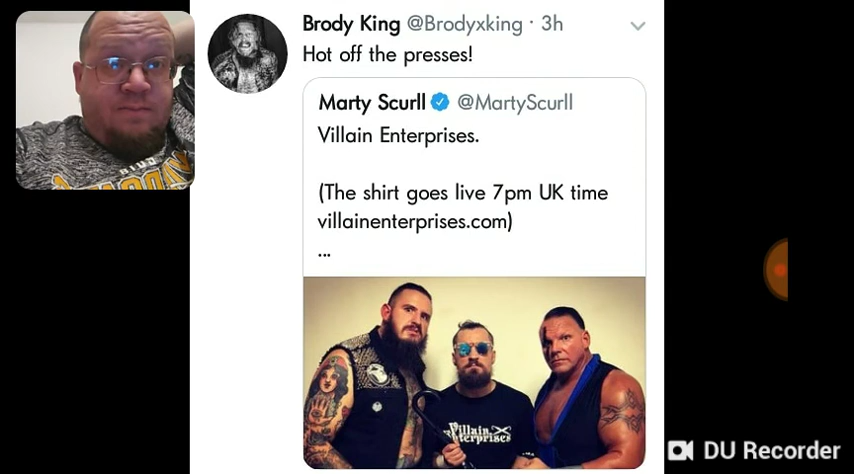 Brody King @Brodyxking · 3h
Hot off the presses!
Marty Scurll @MartyScurll
Villain Enterprises.
(The shirt goes live 7pm UK time
villainenterprises.com)
...
Villain
Enterprises
DU Recorder